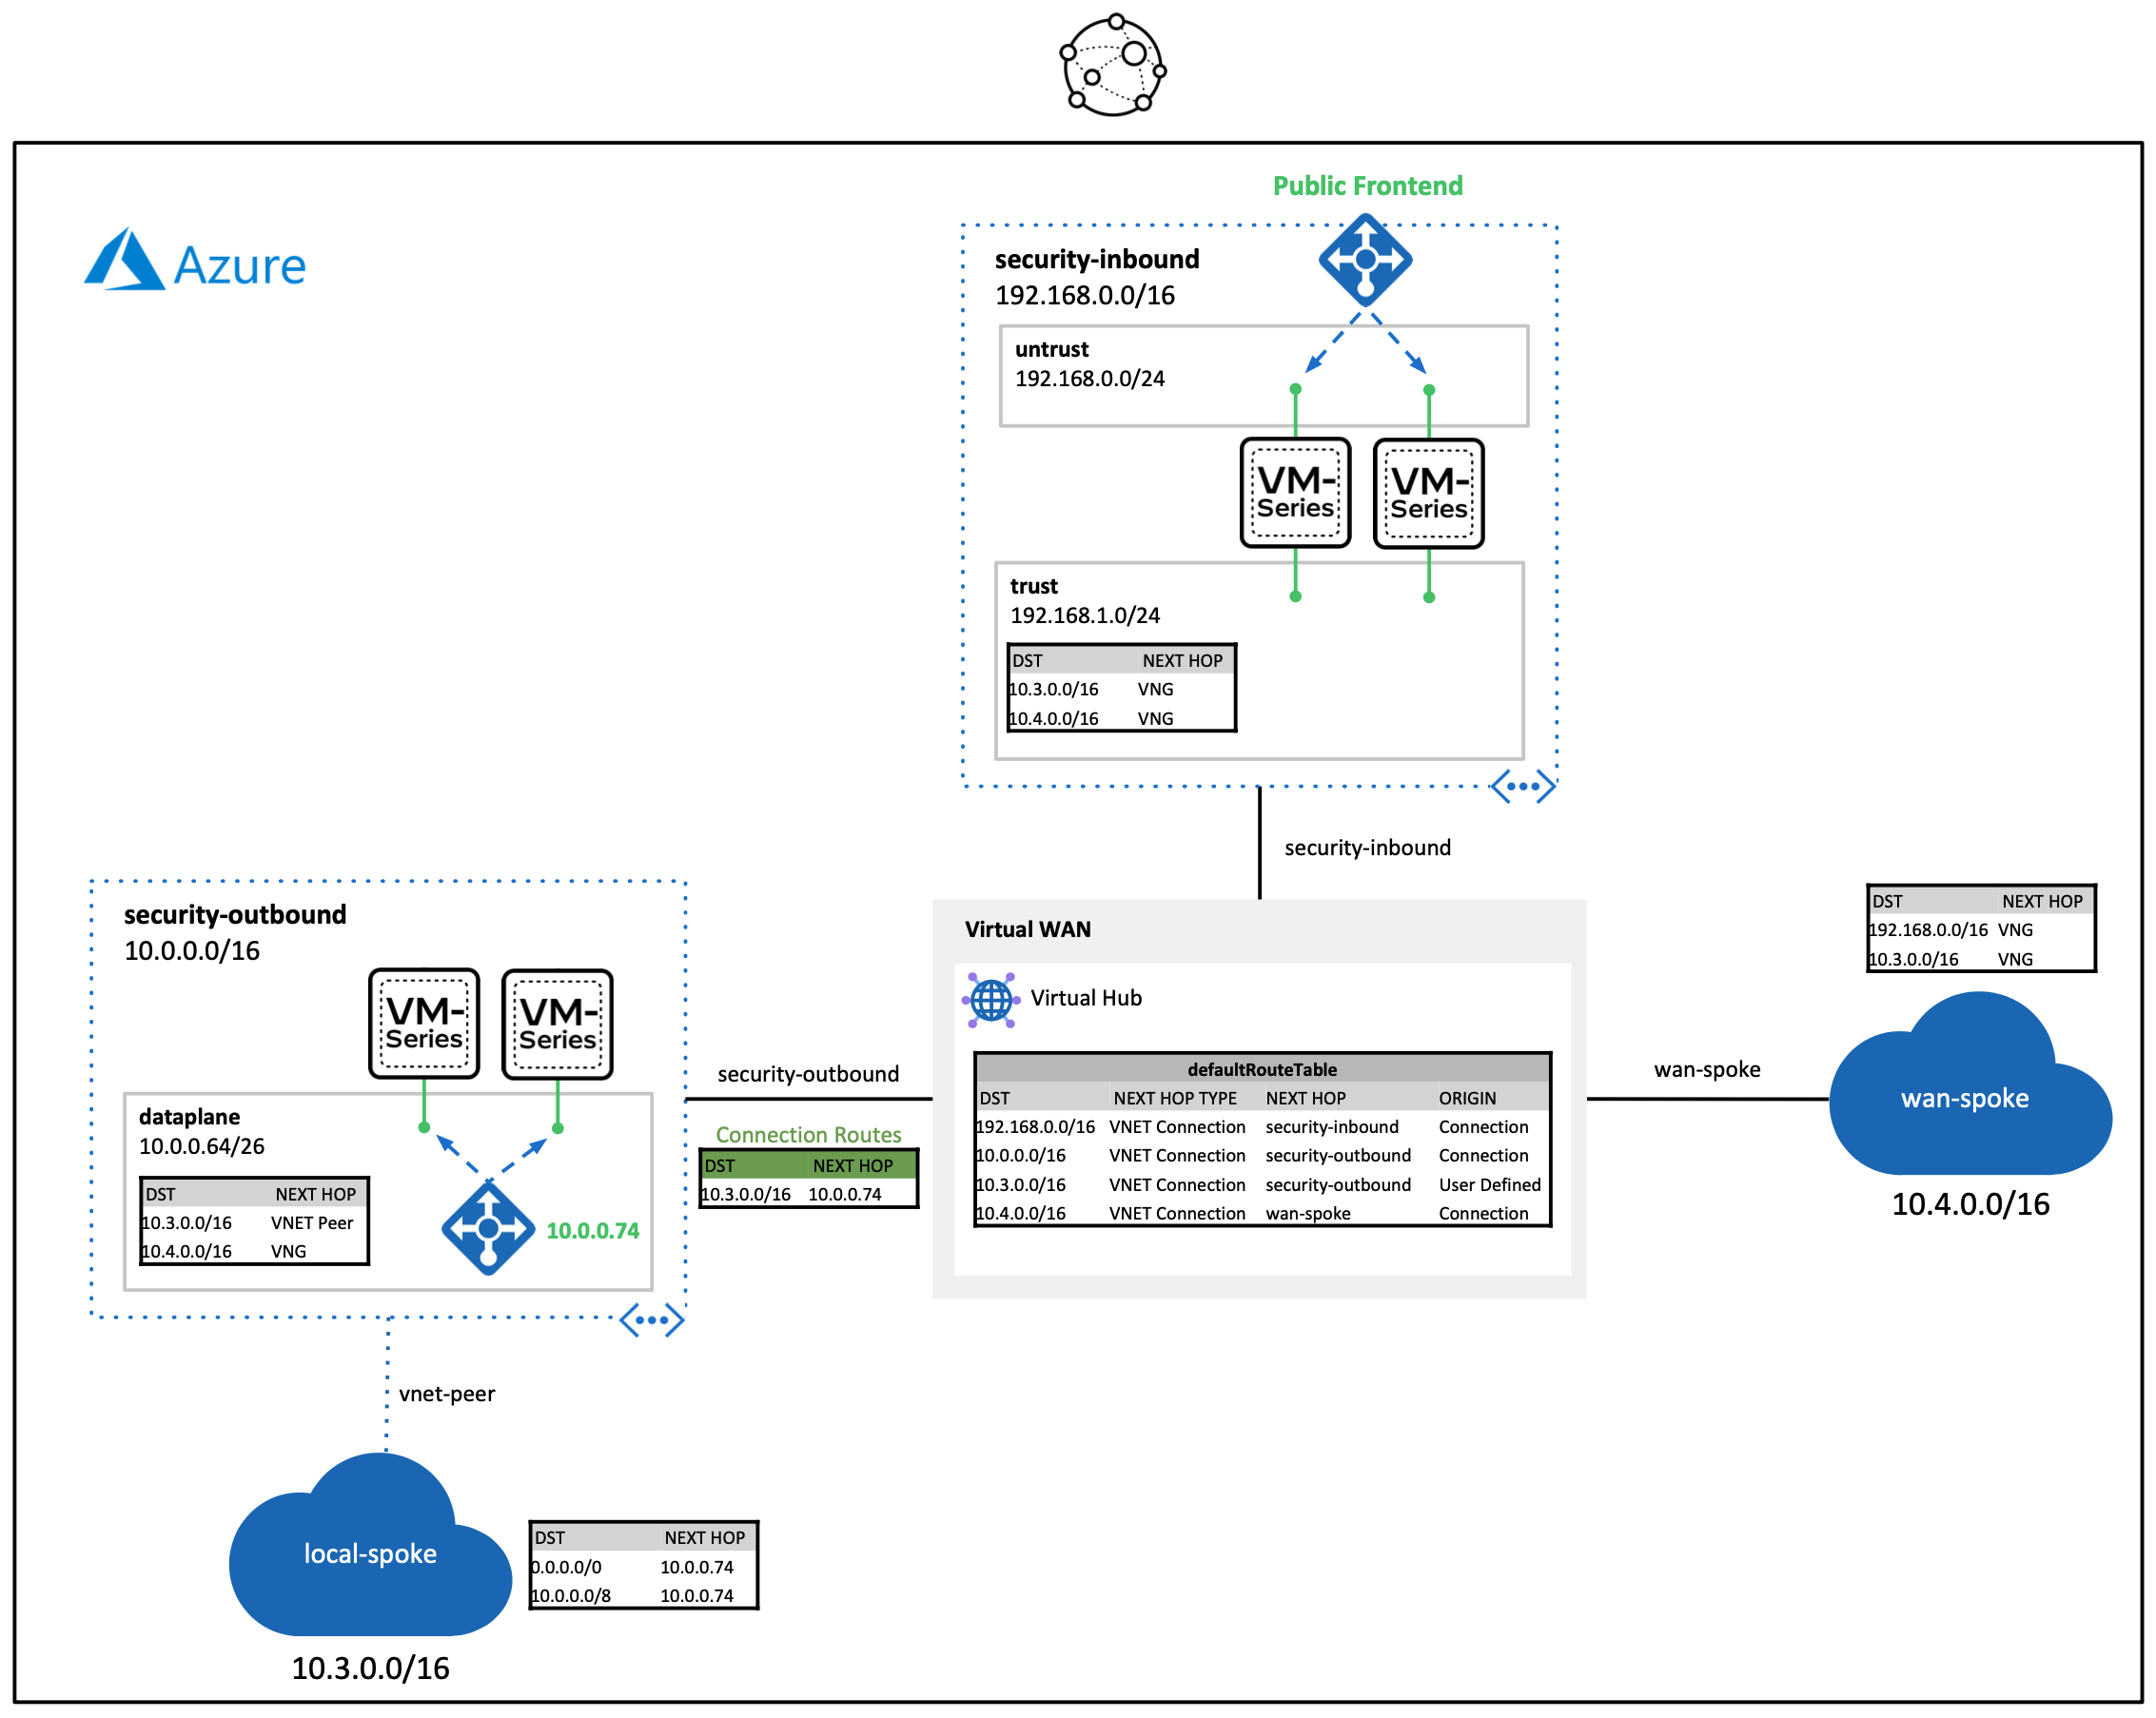 Public Frontend
Azure
security-inbound
192.168.0.0/16
untrust
192.168.0.0/24
VM-
Series
VM-
Series
trust
192.168.1.0/24
DST NEXT HOP
10.3.0.0/16 VNG
10.4.0.0/16 VNG
security-inbound
security-outbound
10.0.0.0/16
VM-
Series
VM-
Series
dataplane
10.0.0.64/26
DST NEXT HOP
10.3.0.0/16 VNET Peer
10.4.0.0/16 VNG
10.0.0.74
security-outbound
Connection Routes
DST NEXT HOP
10.3.0.0/16 10.0.0.74
Virtual WAN
Virtual Hub
defaultRouteTable
DST NEXT HOP TYPE NEXT HOP ORIGIN
192.168.0.0/16 VNET Connection security-inbound Connection
10.0.0.0/16 VNET Connection security-outbound Connection
10.3.0.0/16 VNET Connection security-outbound User Defined
10.4.0.0/16 VNET Connection wan-spoke Connection
wan-spoke
DST NEXT HOP
192.168.0.0/16 VNG
10.3.0.0/16 VNG
wan-spoke
10.4.0.0/16
vnet-peer
local-spoke
10.3.0.0/16
DST NEXT HOP
0.0.0.0/0 10.0.0.74
10.0.0.0/8 10.0.0.74